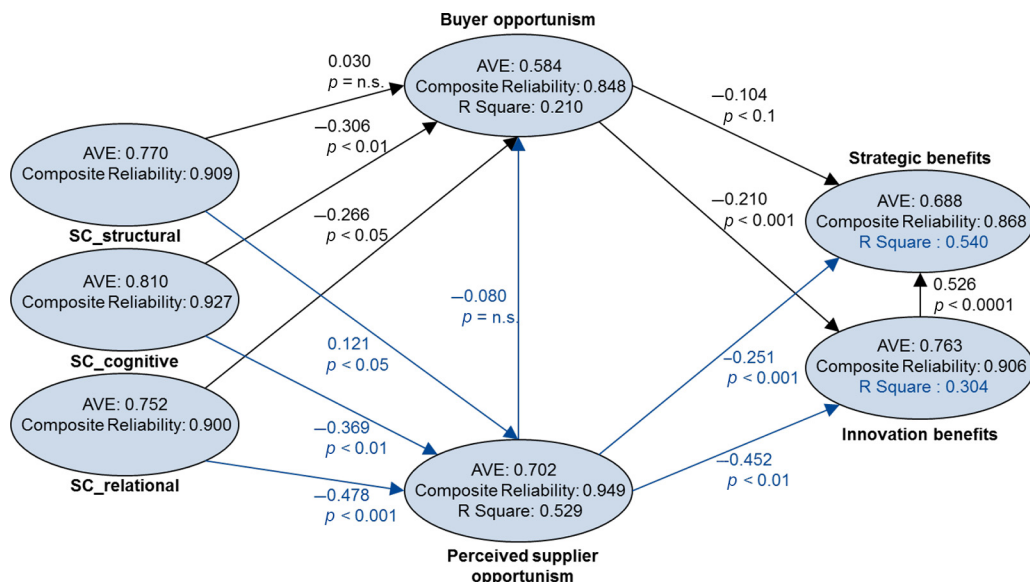 Buyer opportunism
AVE: 0.584
Composite Reliability: 0.848
R Square: 0.210
0.030
p = n.s.
–0.306
p < 0.01
–0.266
p < 0.05
AVE: 0.770
Composite Reliability: 0.909
SC_structural
AVE: 0.810
Composite Reliability: 0.927
SC_cognitive
AVE: 0.752
Composite Reliability: 0.900
SC_relational
0.121
p < 0.05
–0.369
p < 0.01
–0.478
p < 0.001
–0.080
p = n.s.
AVE: 0.702
Composite Reliability: 0.949
R Square: 0.529
Perceived supplier
opportunism
–0.104
p < 0.1
–0.210
p < 0.001
–0.251
p < 0.001
–0.452
p < 0.01
Strategic benefits
AVE: 0.688
Composite Reliability: 0.868
R Square : 0.540
0.526
p < 0.0001
AVE: 0.763
Composite Reliability: 0.906
R Square : 0.304
Innovation benefits